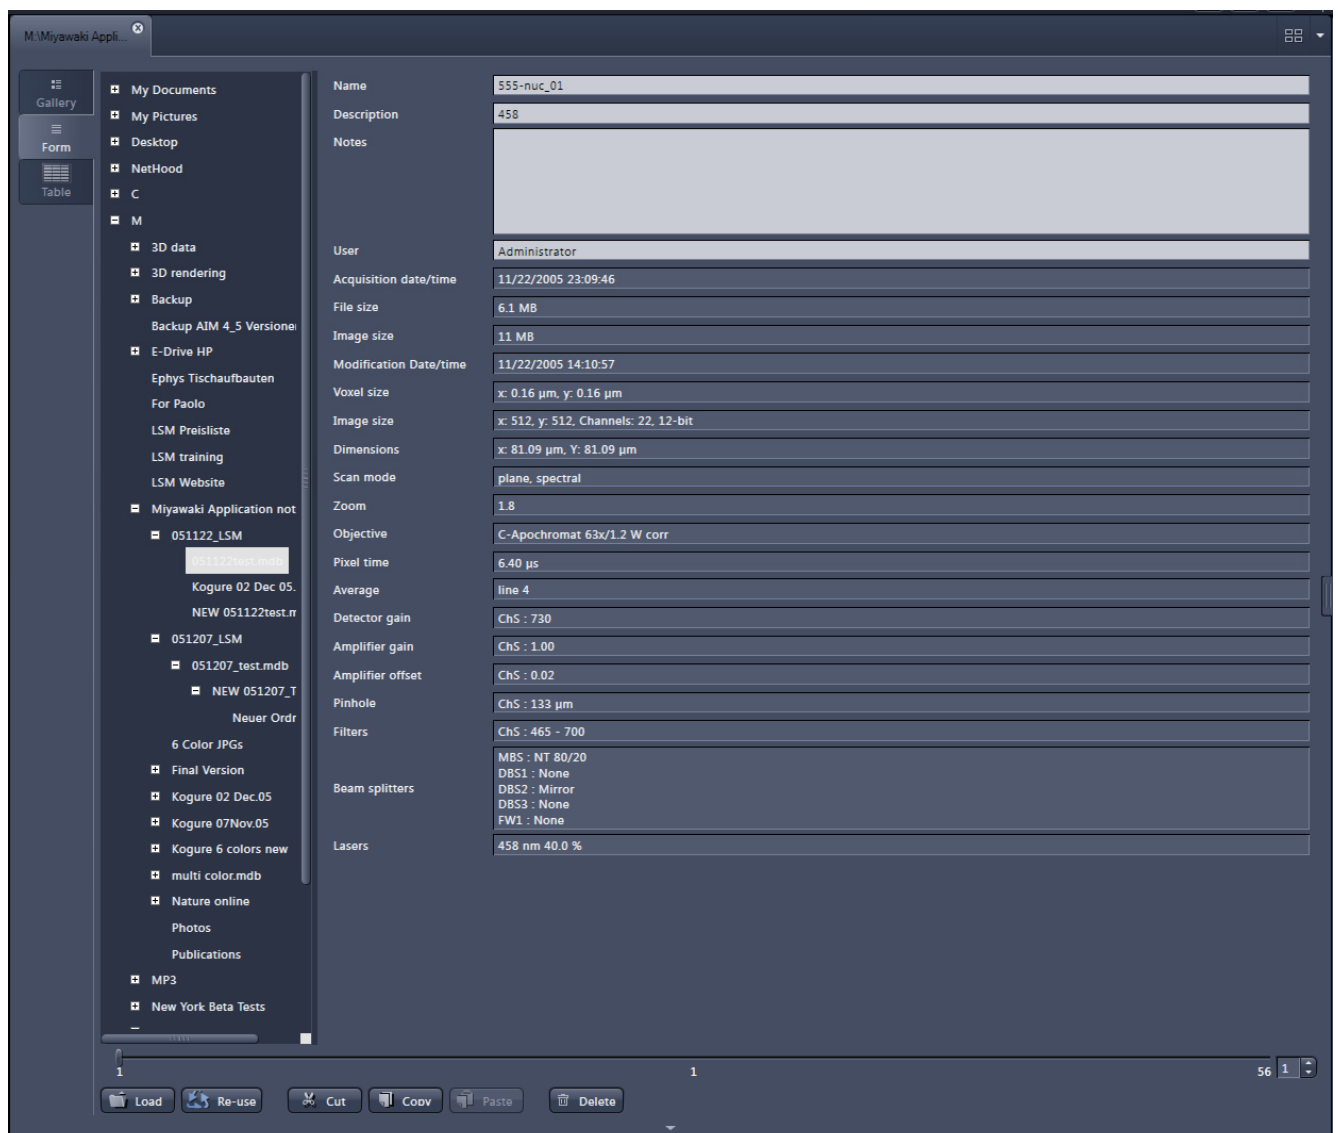 M:\Miyawaki Appli...
Gallery
Form
Table
My Documents
My Pictures
Desktop
NetHood
C
M
3D data
3D rendering
Backup
Backup AIM 4_5 Versionen
E-Drive HP
Ephys Tischaufbauten
For Paolo
LSM Preisliste
LSM training
LSM Website
Miyawaki Application not
051122_LSM
051122test.mdb
Kogure 02 Dec 05.
NEW 051122test.m
051207_LSM
051207_test.mdb
NEW 051207_T
Neuer Ordr
6 Color JPGs
Final Version
Kogure 02 Dec.05
Kogure 07Nov.05
Kogure 6 colors new
multi color.mdb
Nature online
Photos
Publications
MP3
New York Beta Tests
Name 555-nuc_01
Description 458
Notes
User Administrator
Acquisition date/time 11/22/2005 23:09:46
File size 6.1 MB
Image size 11 MB
Modification Date/time 11/22/2005 14:10:57
Voxel size x: 0.16 µm, y: 0.16 µm
Image size x: 512, y: 512, Channels: 22, 12-bit
Dimensions x: 81.09 µm, Y: 81.09 µm
Scan mode plane, spectral
Zoom 1.8
Objective C-Apochromat 63x/1.2 W corr
Pixel time 6.40 µs
Average line 4
Detector gain ChS : 730
Amplifier gain ChS : 1.00
Amplifier offset ChS : 0.02
Pinhole ChS : 133 µm
Filters ChS : 465 - 700
Beam splitters
MBS : NT 80/20
DBS1 : None
DBS2 : Mirror
DBS3 : None
FW1 : None
Lasers 458 nm 40.0 %
1 1 56 1
Load Re-use Cut Copy Paste Delete